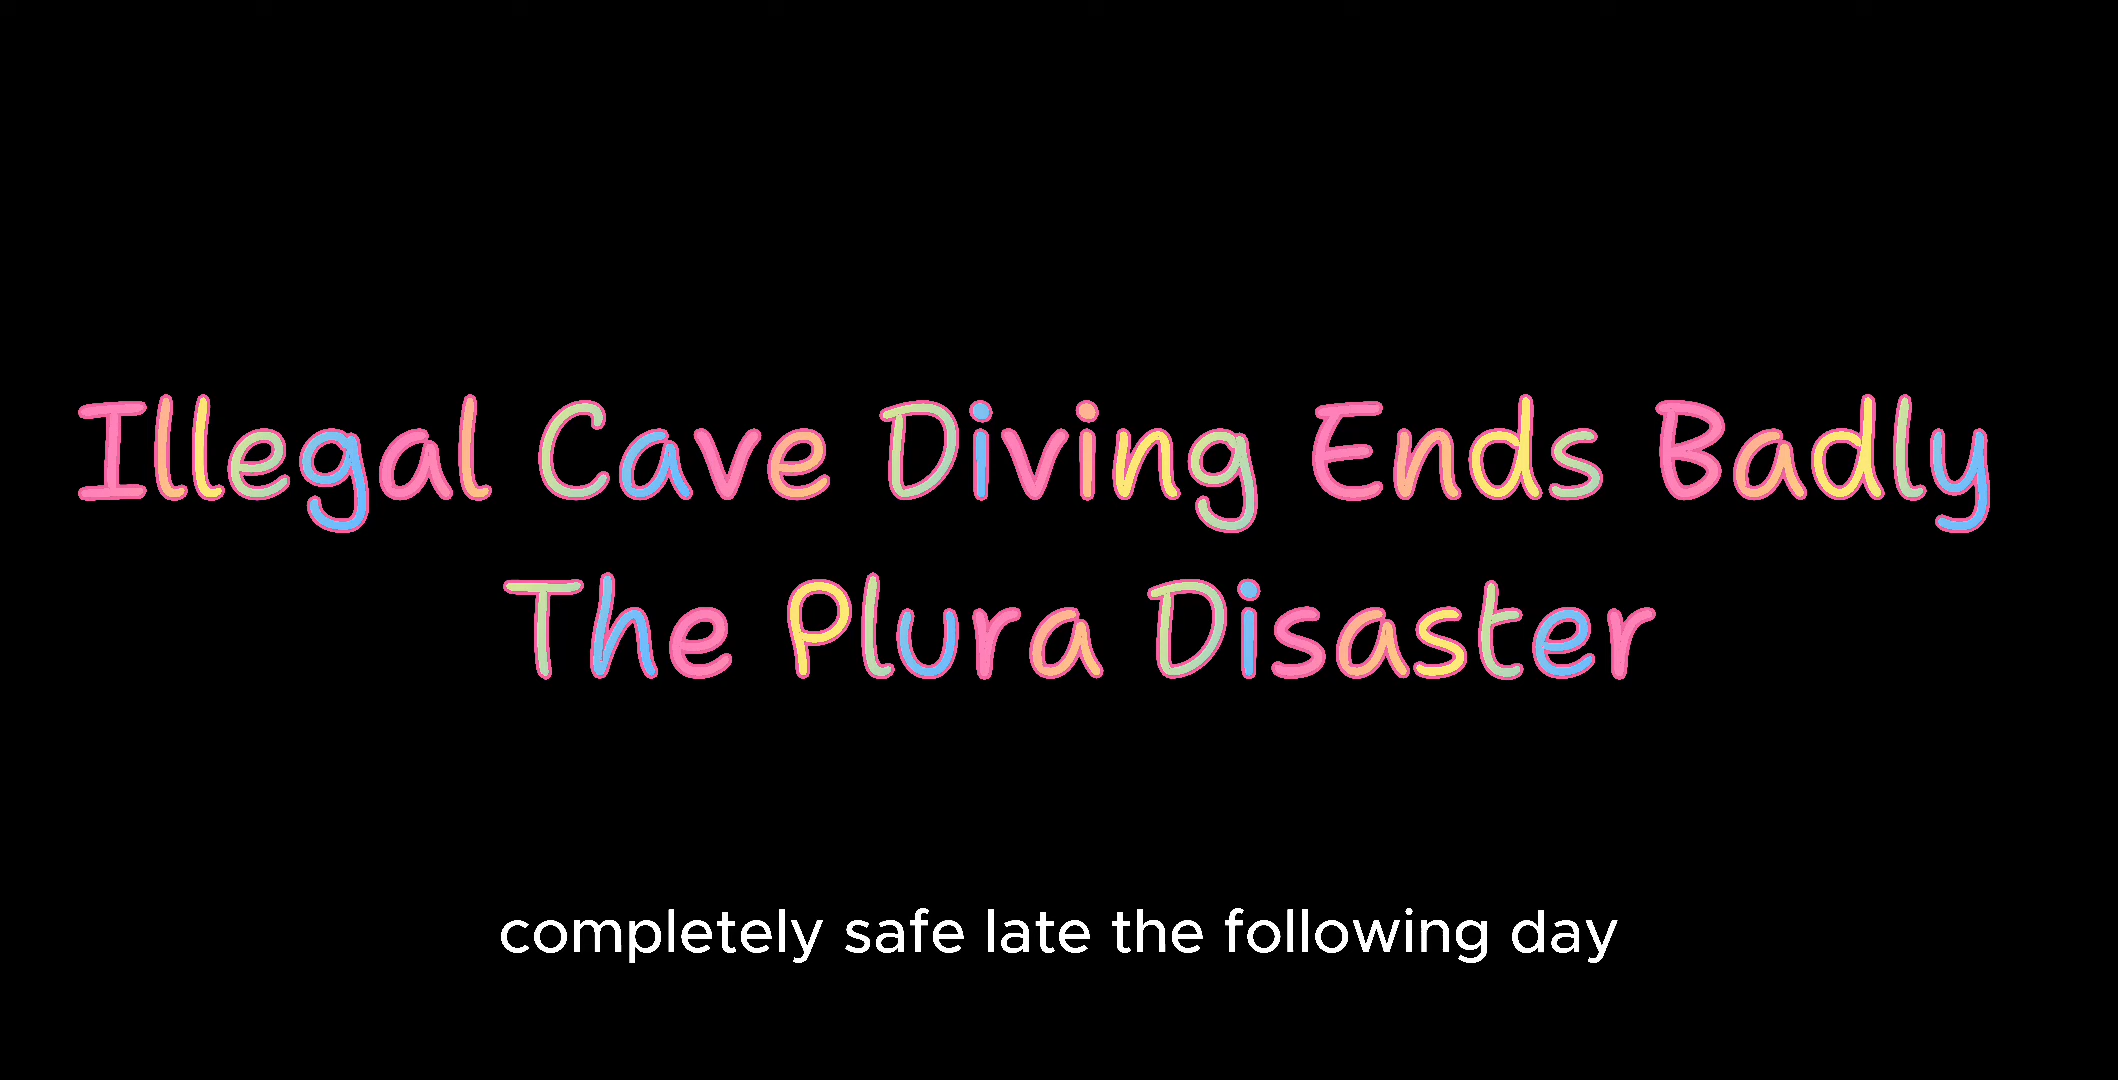 Illegal Cave Diving Ends Badly
The Plura Disaster
completely safe late the following day